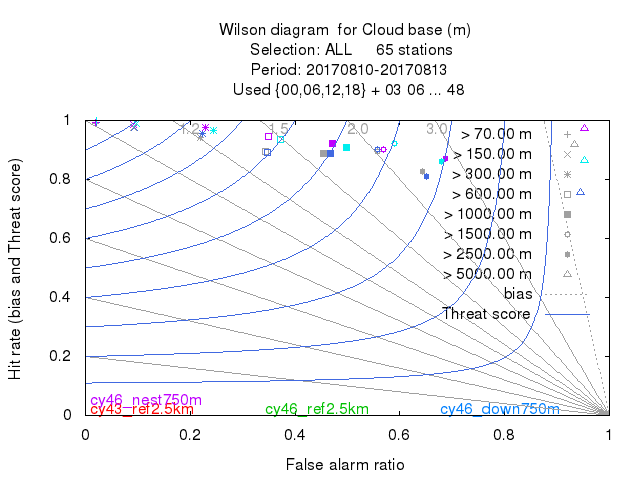 Wilson diagram  for Cloud base (m)
Selection: ALL     65 stations
Period: 20170810-20170813
Used {00,06,12,18} + 03 06 ... 48
Hit rate (bias and Threat score)
1
0.8
0.6
0.4
0.2
0
1.2 1.5 2.0 3.0
> 70.00 m
> 150.00 m
> 300.00 m
> 600.00 m
> 1000.00 m
> 1500.00 m
> 2500.00 m
> 5000.00 m
bias
Threat score
cy46_nest750m
cy43_ref2.5km cy46_ref2.5km cy46_down750m
0 0.2 0.4 0.6 0.8 1
False alarm ratio